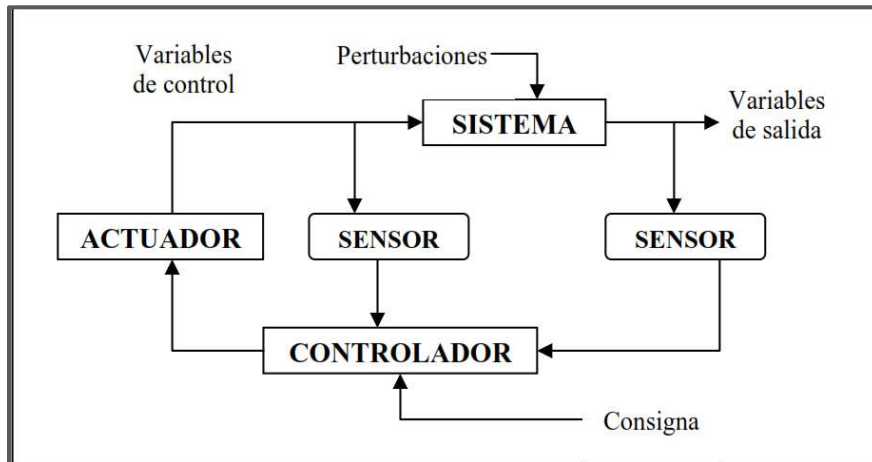 Variables
de control
Perturbaciones
SISTEMA
Variables
de salida
ACTUADOR
SENSOR
SENSOR
CONTROLADOR
Consigna